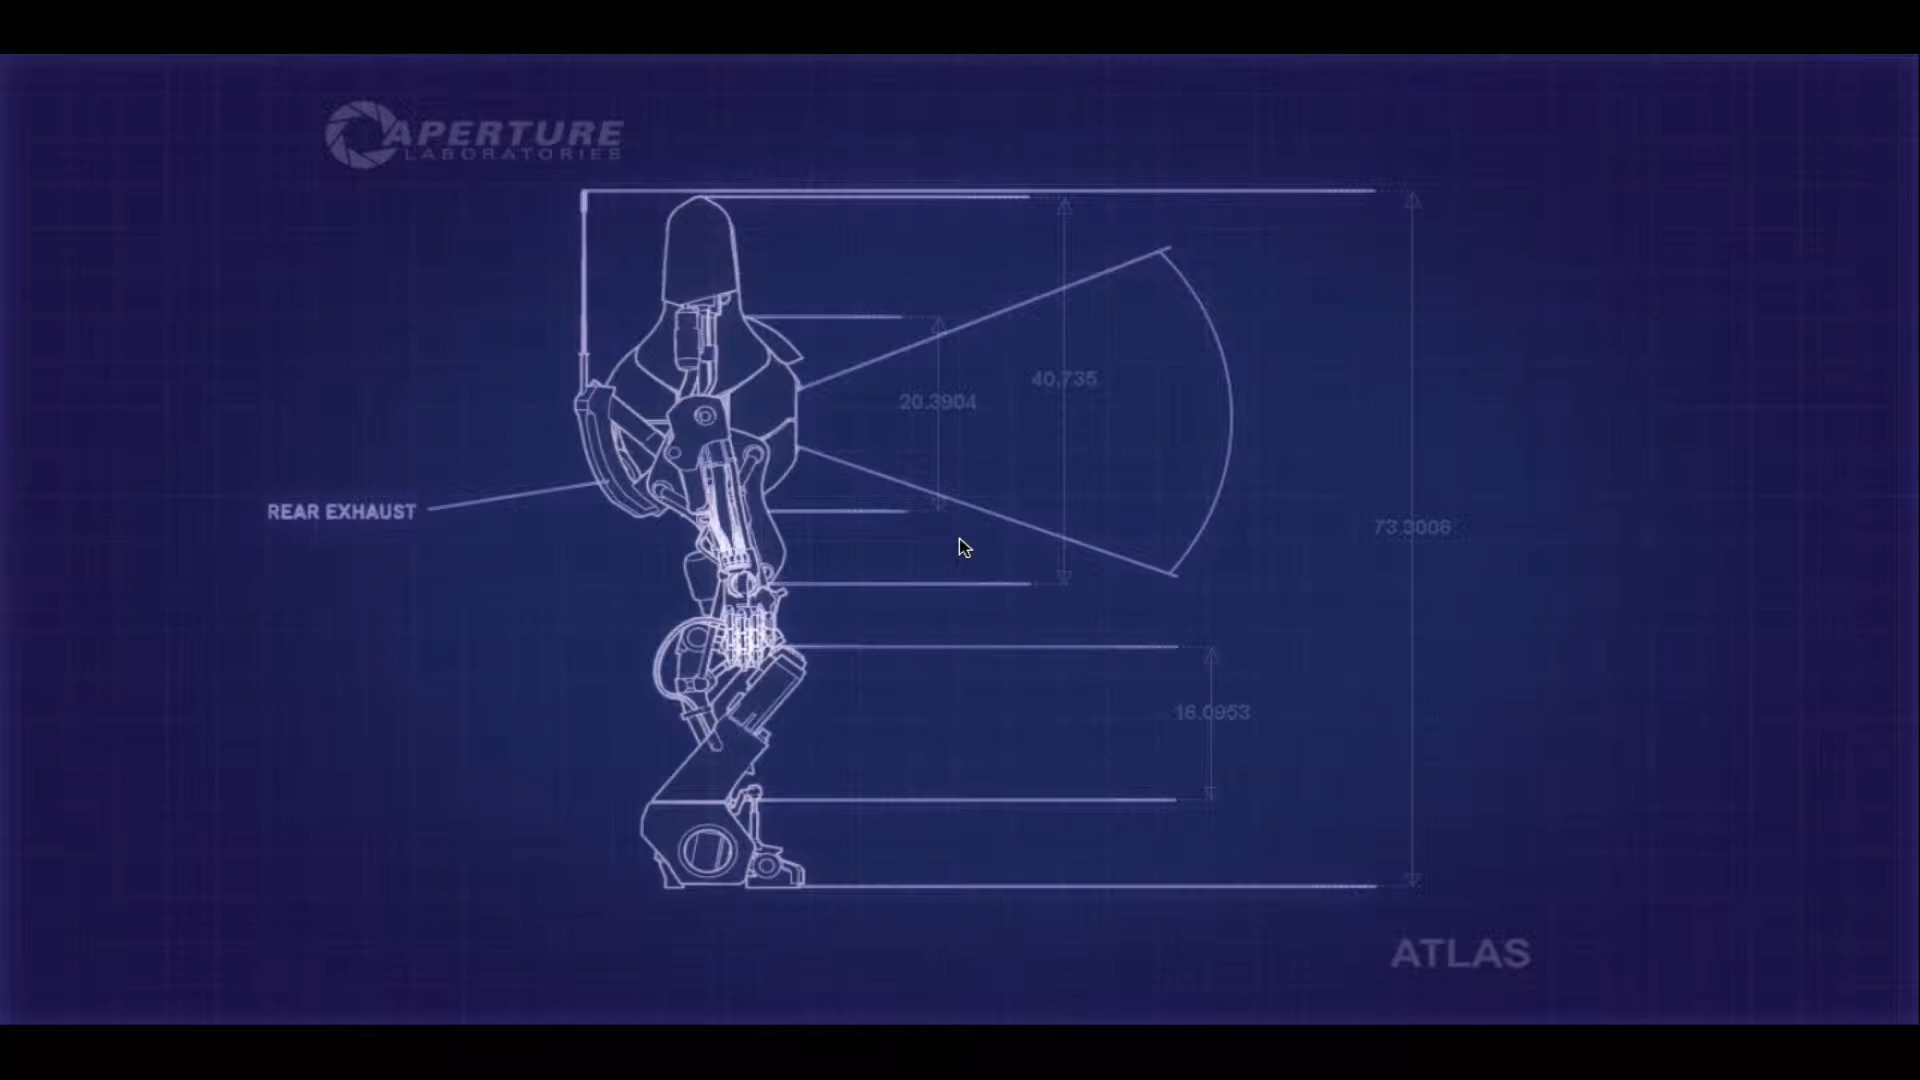 APERTURE
LABORATORIES
40.735
20.3904
REAR EXHAUST
73.3006
16.0953
ATLAS